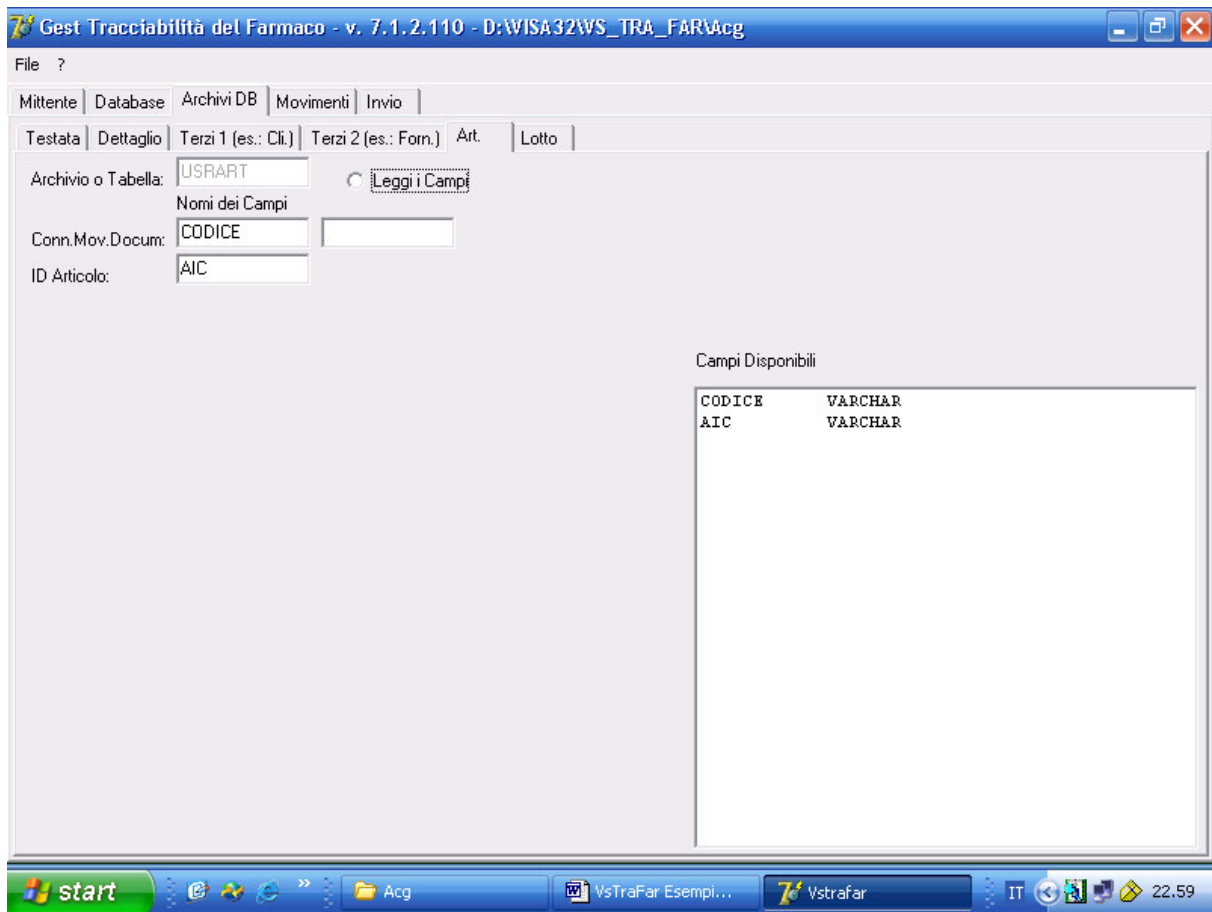 Gest Tracciabilità del Farmaco - v. 7.1.2.110 - D:\VISA32\VS_TRA_FAR\Acg
File ?
Mittente Database Archivi DB Movimenti Invio
Testata Dettaglio Terzi 1 (es.: Cli.) Terzi 2 (es.: Forn.) Art. Lotto
Archivio o Tabella: USRART Leggi i Campi
Nomi dei Campi
Conn.Mov.Docum: CODICE
ID Articolo: AIC
Campi Disponibili
CODICE VARCHAR
AIC VARCHAR
start » Acg VsTraFar Esempi... Vstrafar IT 22.59